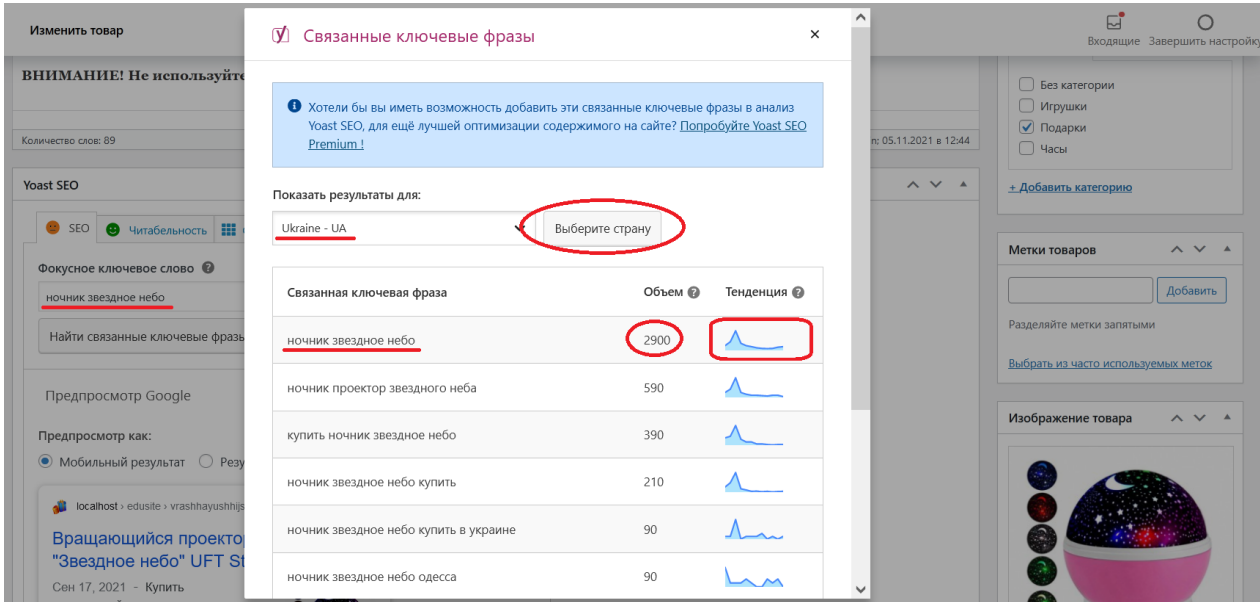 Изменить товар
Входящие
Завершить настройку
ВНИМАНИЕ! Не используйте
Количество слов: 89
05.11.2021 в 12:44
Yoast SEO
SEO
Читабельность
Фокусное ключевое слово
ночник звездное небо
Найти связанные ключевые фразы
Предпросмотр Google
Предпросмотр как:
Мобильный результат
localhost › edusite › vrashhayushhijs
Вращающийся проекто
"Звездное небо" UFT St
Сен 17, 2021 - Купить
Связанные ключевые фразы
Хотели бы вы иметь возможность добавить эти связанные ключевые фразы в анализ
Yoast SEO, для ещё лучшей оптимизации содержимого на сайте? Попробуйте Yoast SEO
Premium !
Показать результаты для:
Ukraine - UA
Выберите страну
Связанная ключевая фраза Объем Тенденция
ночник звездное небо 2900
ночник проектор звездного неба 590
купить ночник звездное небо 390
ночник звездное небо купить 210
ночник звездное небо купить в украине 90
ночник звездное небо одесса 90
Без категории
Игрушки
Подарки
Часы
+ Добавить категорию
Метки товаров
Добавить
Разделяйте метки запятыми
Выбрать из часто используемых меток
Изображение товара